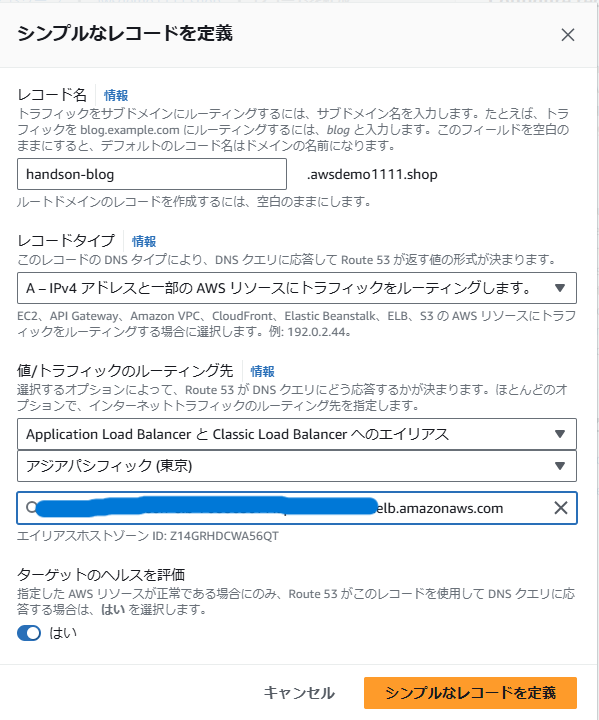 シンプルなレコードを定義
レコード名 情報
トラフィックをサブドメインにルーティングするには、サブドメイン名を入力します。たとえば、トラ
フィックを blog.example.com にルーティングするには、blog と入力します。このフィールドを空白の
ままにすると、デフォルトのレコード名はドメインの名前になります。
handson-blog .awsdemo1111.shop
ルートドメインのレコードを作成するには、空白のままにします。
レコードタイプ 情報
このレコードの DNS タイプにより、DNS クエリに応答して Route 53 が返す値の形式が決まります。
A – IPv4 アドレスと一部の AWS リソースにトラフィックをルーティングします。
EC2、API Gateway、Amazon VPC、CloudFront、Elastic Beanstalk、ELB、S3 の AWS リソースにトラフ
ィックをルーティングする場合に選択します。例: 192.0.2.44。
値/トラフィックのルーティング先 情報
選択するオプションによって、Route 53 が DNS クエリにどう応答するかが決まります。ほとんどのオ
プションで、インターネットトラフィックのルーティング先を指定します。
Application Load Balancer と Classic Load Balancer へのエイリアス
アジアパシフィック (東京)
elb.amazonaws.com
エイリアスホストゾーン ID: Z14GRHDCWA56QT
ターゲットのヘルスを評価
指定した AWS リソースが正常である場合にのみ、Route 53 がこのレコードを使用して DNS クエリに応
答する場合は、はい を選択します。
はい
キャンセル シンプルなレコードを定義